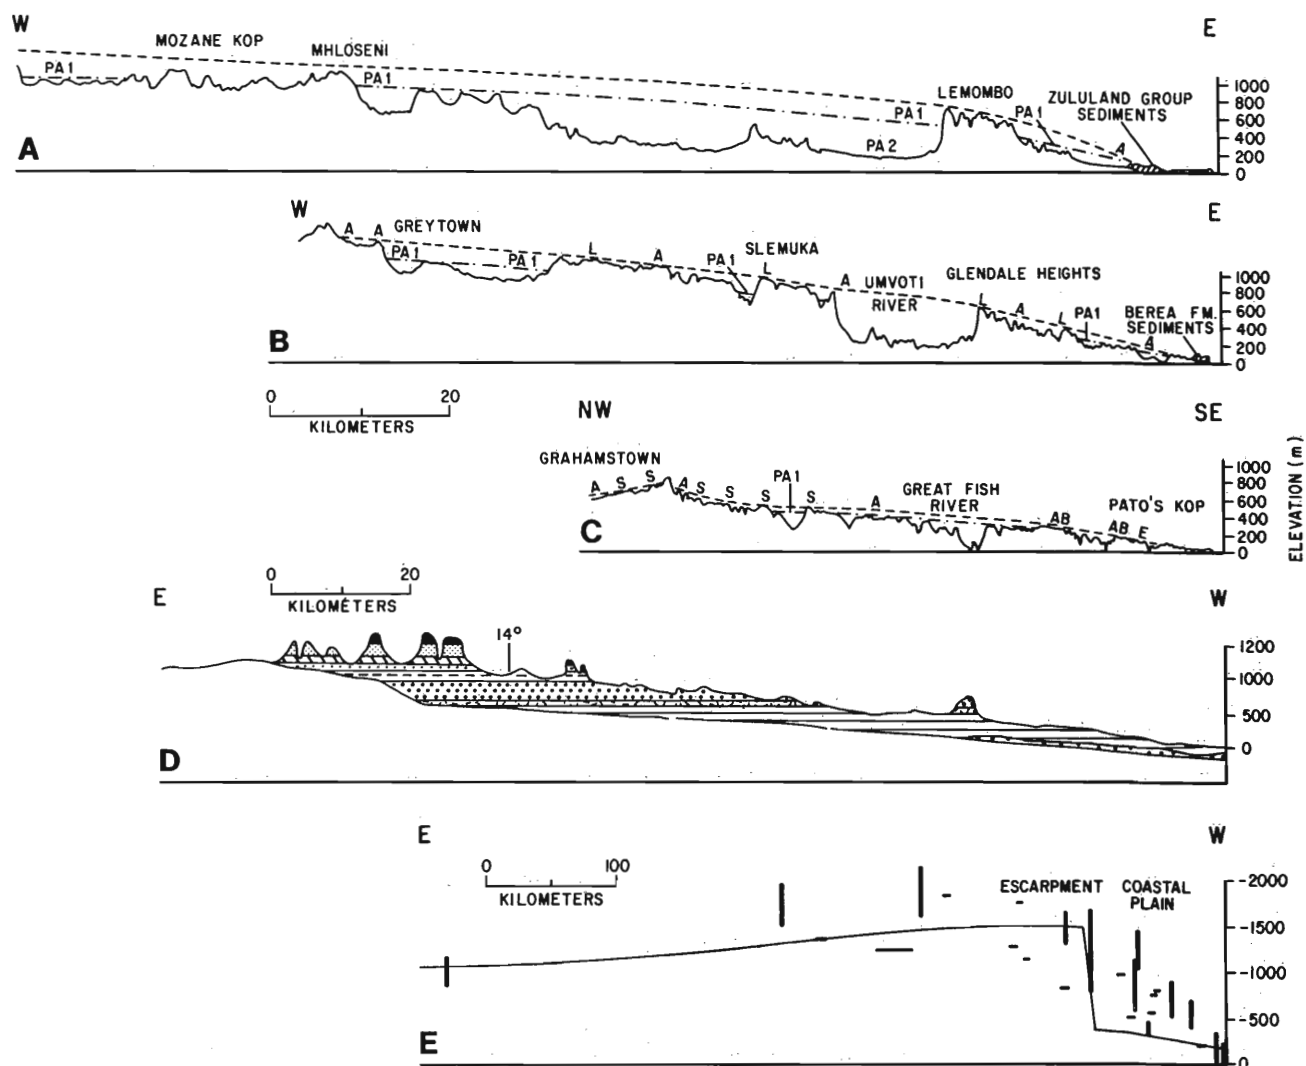 W
E
MOZANE KOP
MHLOSENI
PA1
PA1
LEMOMBO
PA1
PA1
ZULULAND GROUP
SEDIMENTS
PA2
A
1000
800
600
400
200
0
A
W
E
A A GREYTOWN
PA1
PA1
L
A
PA1
SLEMUKA
L
A
UMVOTI
RIVER
GLENDALE HEIGHTS
L
A
L
PA1
BEREA FM.
SEDIMENTS
A
1000
800
600
400
200
0
B
0 20
KILOMETERS
NW
SE
GRAHAMSTOWN
A S S A S S S S
PA1
A
GREAT FISH
RIVER
AB
AB E
PATO'S KOP
1000
800
600
400
200
0
ELEVATION (m)
C
0 20
KILOMETERS
E
W
14°
1200
1000
500
0
D
E
W
0 100
KILOMETERS
ESCARPMENT
COASTAL
PLAIN
-2000
-1500
-1000
-500
0
E